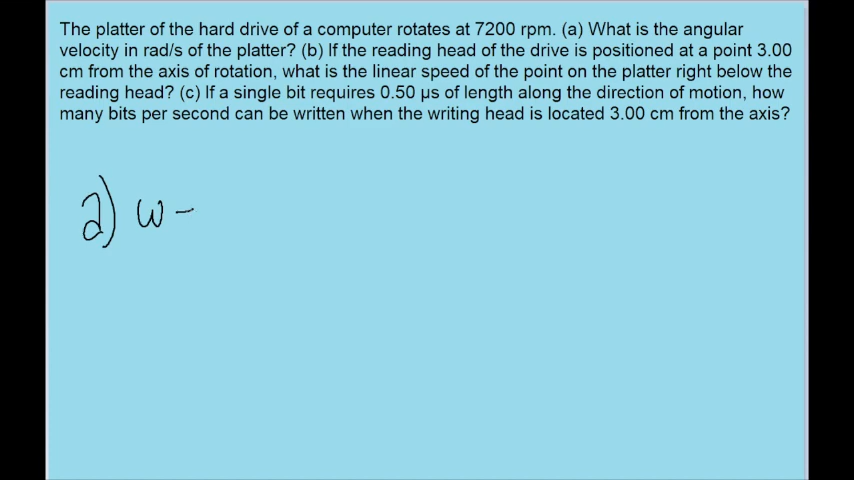 The platter of the hard drive of a computer rotates at 7200 rpm. (a) What is the angular
velocity in rad/s of the platter? (b) If the reading head of the drive is positioned at a point 3.00
cm from the axis of rotation, what is the linear speed of the point on the platter right below the
reading head? (c) If a single bit requires 0.50 μs of length along the direction of motion, how
many bits per second can be written when the writing head is located 3.00 cm from the axis?
a) ω -